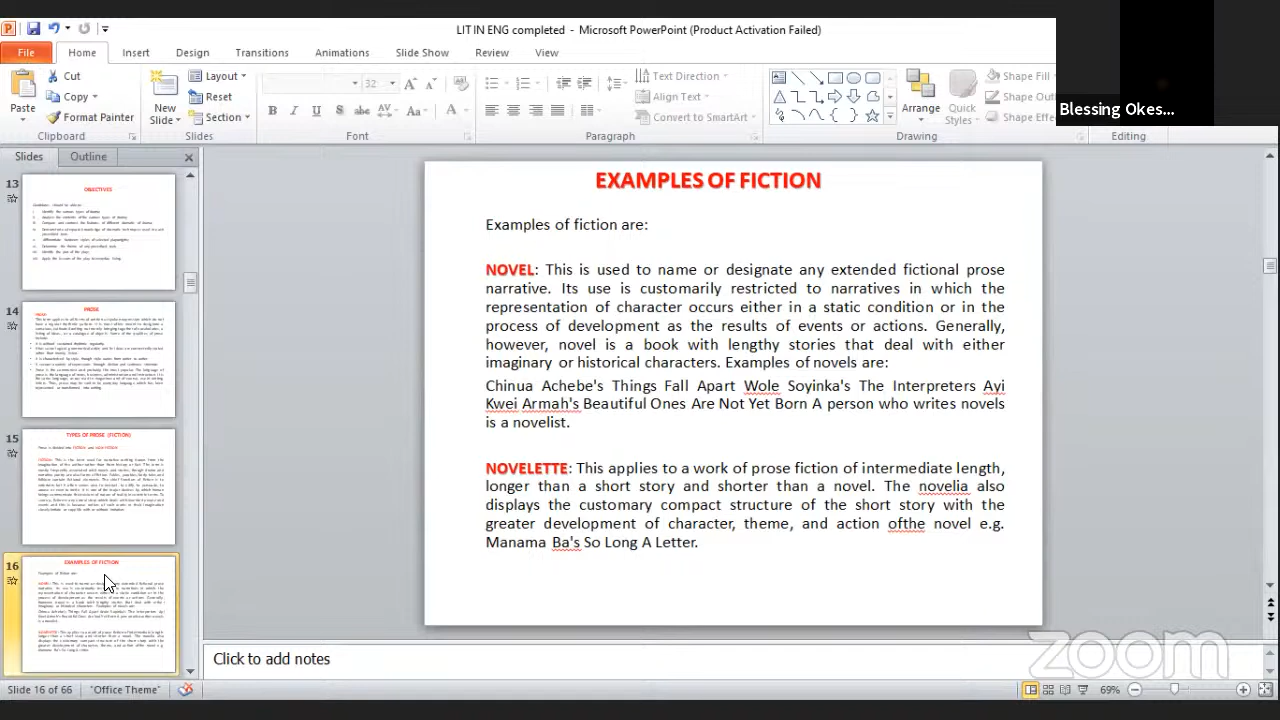 LIT IN ENG completed - Microsoft PowerPoint (Product Activation Failed)
File Home Insert Design Transitions Animations Slide Show Review View
Cut
Copy
Format Painter
Paste
Clipboard
New
Slide
Layout
Reset
Section
Slides
32
Font
Text Direction
Align Text
Convert to SmartArt
Paragraph
Arrange
Quick
Styles
Shape Fill
Shape Out
Shape Effe
Drawing
Editing
Blessing Okes...
Slides Outline
13
OBJECTIVES
14
PROSE
15
TYPES OF PROSE (FICTION)
16
EXAMPLES OF FICTION
EXAMPLES OF FICTION
Examples of fiction are:
NOVEL: This is used to name or designate any extended fictional prose
narrative. Its use is customarily restricted to narratives in which the
representation of character occurs either in a static condition or in the
process of development as the results of events or actions. Generally,
however, novel is a book with lengthy stories that deal with either
imaginary or historical characters. Examples of novels are:
Chinua Achebe's Things Fall Apart Wole Soyinka's The Interpreters Ayi
Kwei Armah's Beautiful Ones Are Not Yet Born A person who writes novels
is a novelist.
NOVELETTE: This applies to a work or prose fiction of intermediate length,
longer than a short story and shorter than a novel. The novelia also
displays the customary compact structure of the short story with the
greater development of character, theme, and action ofthe novel e.g.
Manama Ba's So Long A Letter.
Click to add notes
zoom
Slide 16 of 66 "Office Theme" 69%